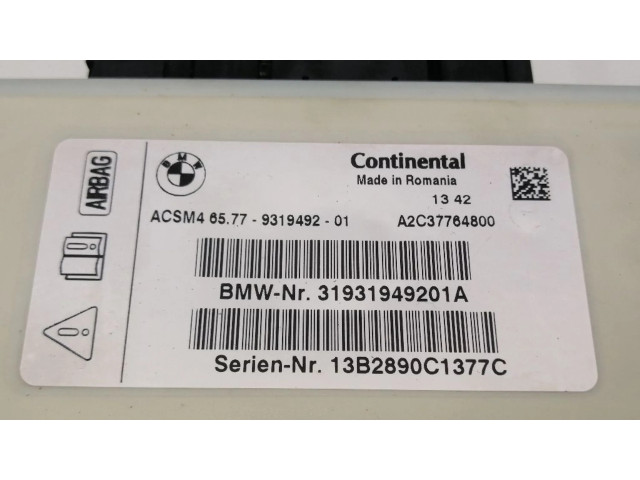 AIRBAG
BMW
Continental
Made in Romania
13 42
ACSM4 65.77 - 9319492 - 01 A2C37764800
BMW-Nr. 31931949201A
Serien-Nr. 13B2890C1377C